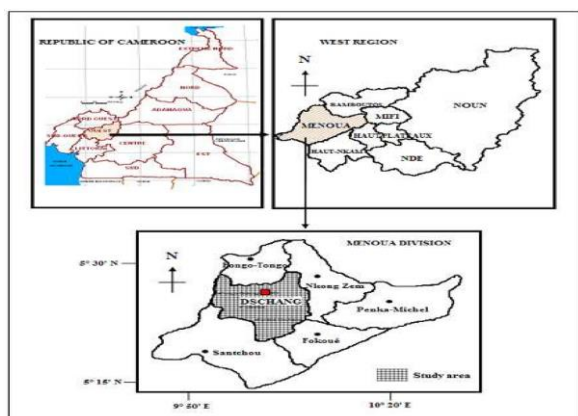 REPUBLIC OF CAMEROON
EXTREME NORD
NORD
ADAMAOUA
NORD OUEST
OUEST
SUD OUEST
LITTORAL
CENTRE
EST
SUD
WEST REGION
N
BAMBOUTOS
NOUN
MENOUA
MIFI
HAUT PLATEAUX
HAUT-NKAM
NDE
MENOUA DIVISION
5° 30' N
N
Fongo-Tongo
Nkong Zem
DSCHANG
Penka-Michel
Fokoué
Santchou
Study area
5° 15' N
9° 50' E
10° 20' E